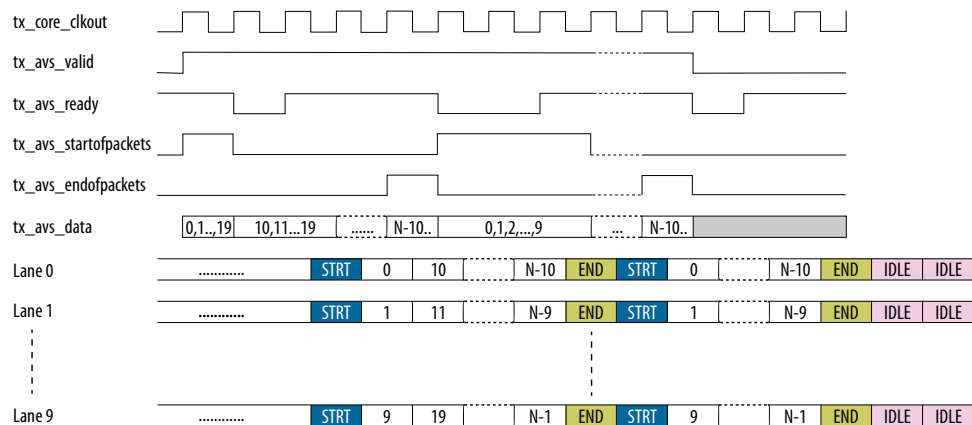 tx_core_clkout
tx_avs_valid
tx_avs_ready
tx_avs_startofpackets
tx_avs_endofpackets
tx_avs_data 0,1..,19 10,11...19 ...... N-10.. 0,1,2,...,9 ... N-10..
Lane 0 ............ STRT 0 10 N-10 END STRT 0 N-10 END IDLE IDLE
Lane 1 ............ STRT 1 11 N-9 END STRT 1 N-9 END IDLE IDLE
Lane 9 ............ STRT 9 19 N-1 END STRT 9 N-1 END IDLE IDLE